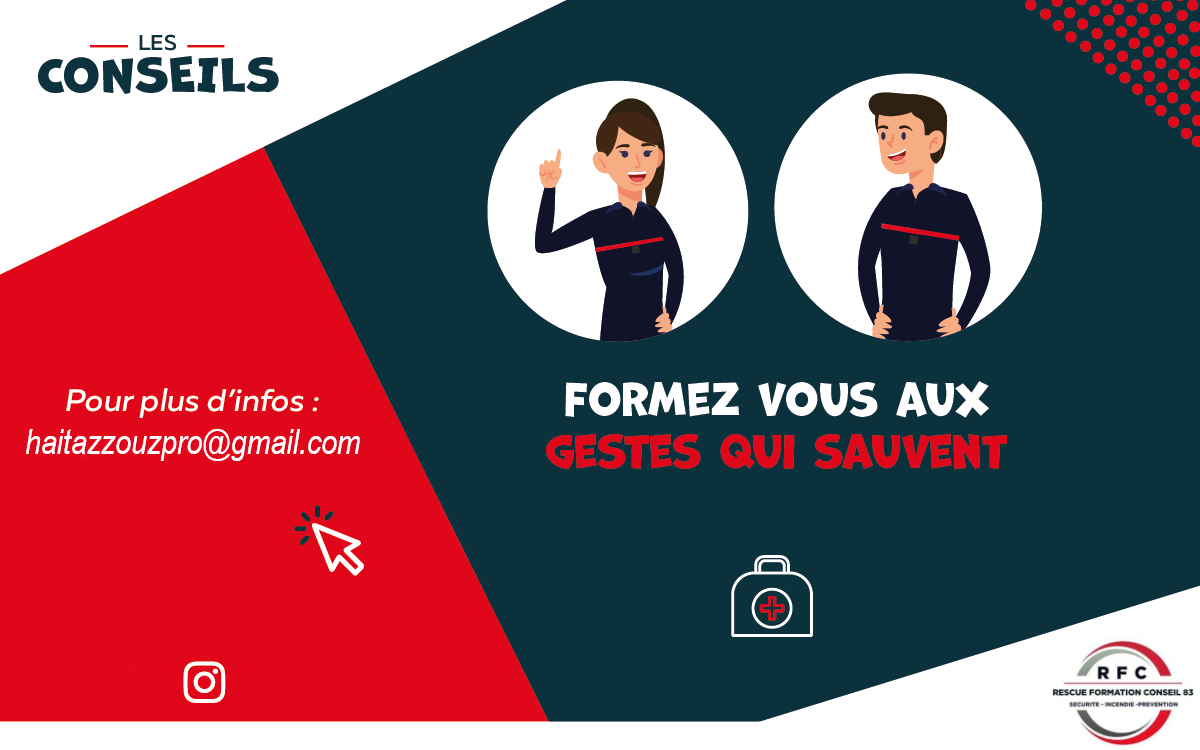 LES
CONSEILS
Pour plus d'infos :
haitazzouzpro@gmail.com
FORMEZ VOUS AUX
GESTES QUI SAUVENT
RFC
RESCUE FORMATION CONSEIL 83
SECURITE - INCENDIE -PREVENTION